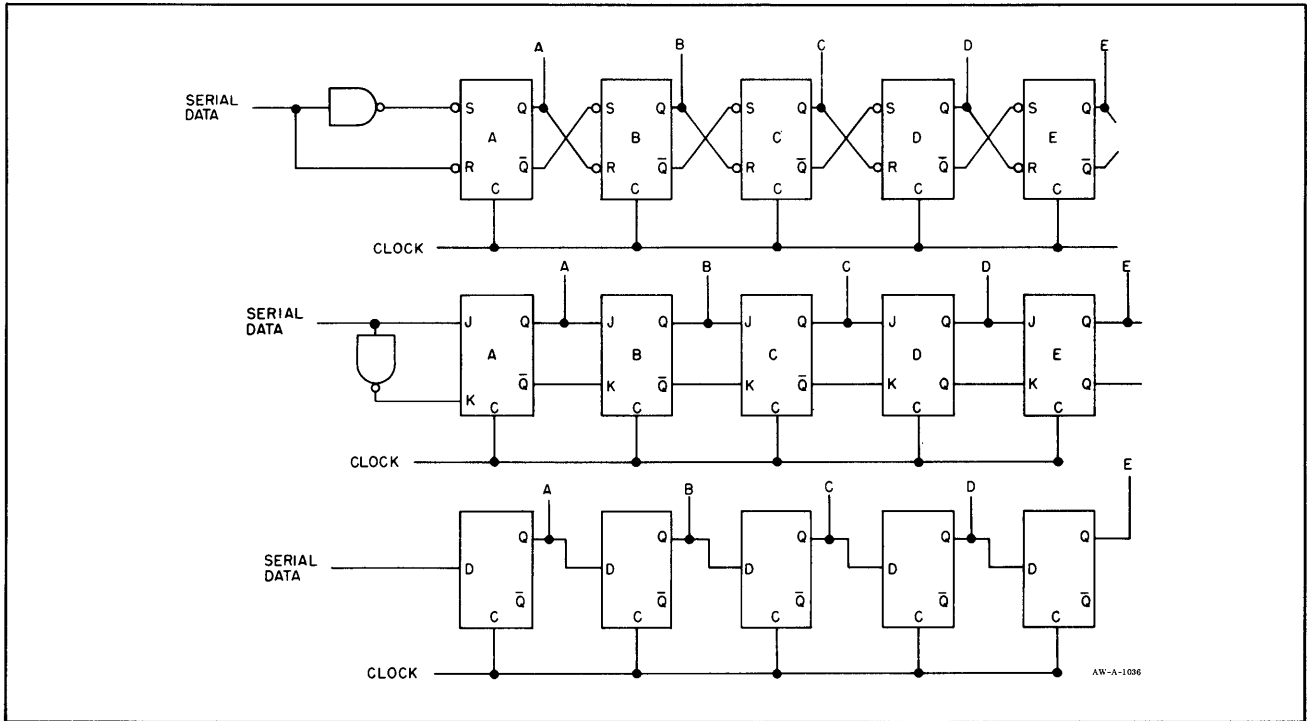 A B C D E
SERIAL DATA
S Q S Q S Q S Q S Q
A B C D E
R Q̅ R Q̅ R Q̅ R Q̅ R Q̅
C C C C C
CLOCK
A B C D E
SERIAL DATA
J Q J Q J Q J Q J Q
A B C D E
K Q̅ K Q̅ K Q̅ K Q K Q
C C C C C
CLOCK
A B C D E
SERIAL DATA
Q Q Q Q Q
D D D D D
Q̅ Q̅ Q̅ Q̅ Q̅
C C C C C
CLOCK
AW-A-1036